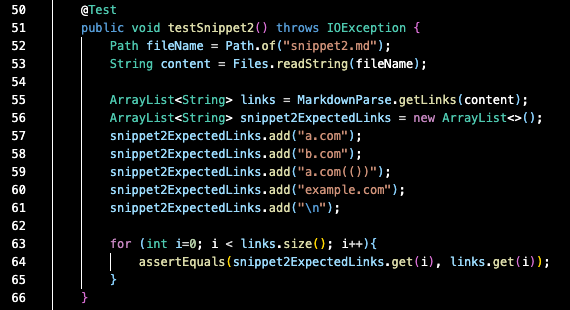 50 @Test
51 public void testSnippet2() throws IOException {
52 Path fileName = Path.of("snippet2.md");
53 String content = Files.readString(fileName);
54
55 ArrayList<String> links = MarkdownParse.getLinks(content);
56 ArrayList<String> snippet2ExpectedLinks = new ArrayList<>();
57 snippet2ExpectedLinks.add("a.com");
58 snippet2ExpectedLinks.add("b.com");
59 snippet2ExpectedLinks.add("a.com(())");
60 snippet2ExpectedLinks.add("example.com");
61 snippet2ExpectedLinks.add("\n");
62
63 for (int i=0; i < links.size(); i++){
64 assertEquals(snippet2ExpectedLinks.get(i), links.get(i));
65 }
66 }